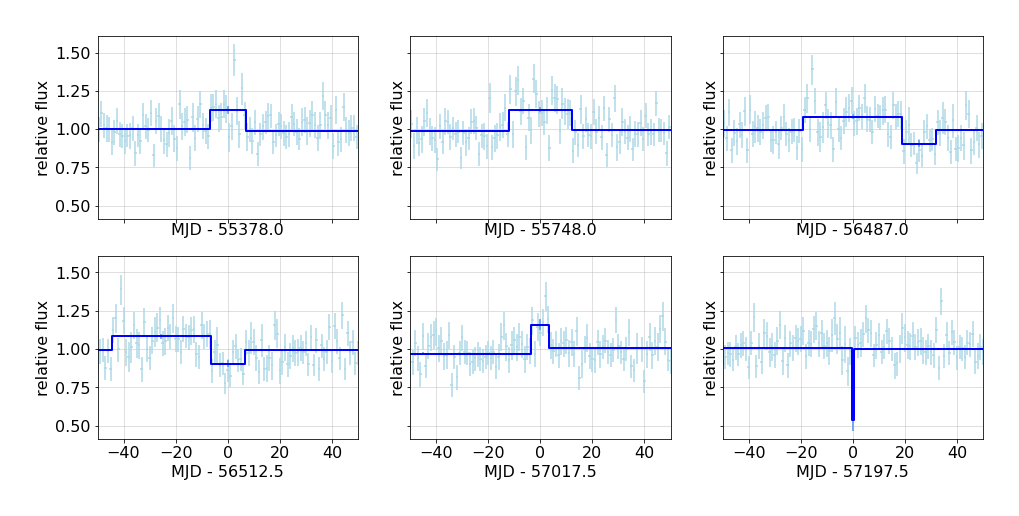 relative flux
1.50
1.25
1.00
0.75
0.50
MJD - 55378.0
relative flux
MJD - 55748.0
relative flux
MJD - 56487.0
relative flux
1.50
1.25
1.00
0.75
0.50
−40 −20 0 20 40
MJD - 56512.5
relative flux
−40 −20 0 20 40
MJD - 57017.5
relative flux
−40 −20 0 20 40
MJD - 57197.5